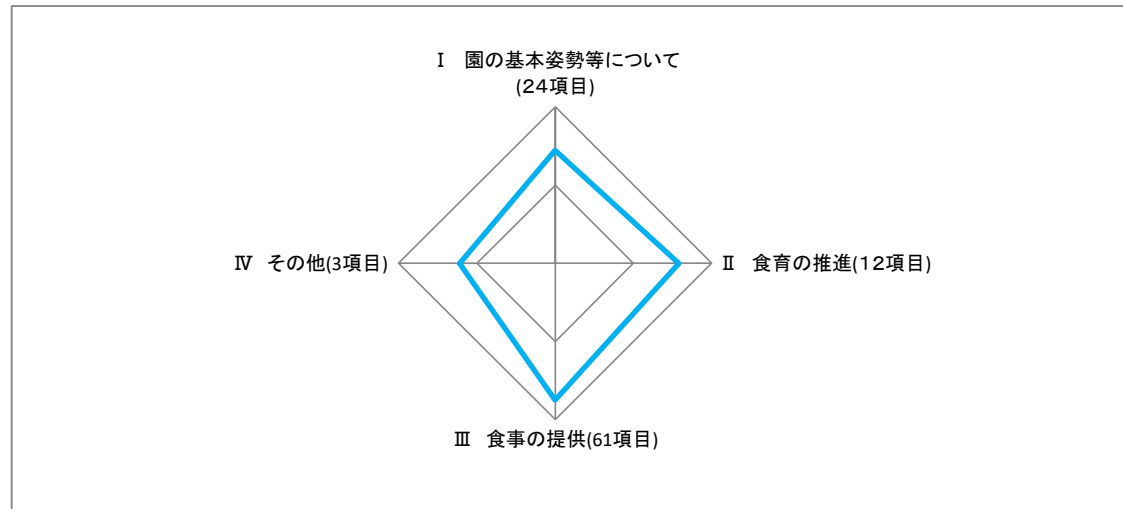 Ⅰ　園の基本姿勢等について
(２４項目)
Ⅳ　その他(3項目)
Ⅱ　食育の推進(１２項目)
Ⅲ　食事の提供(61項目)